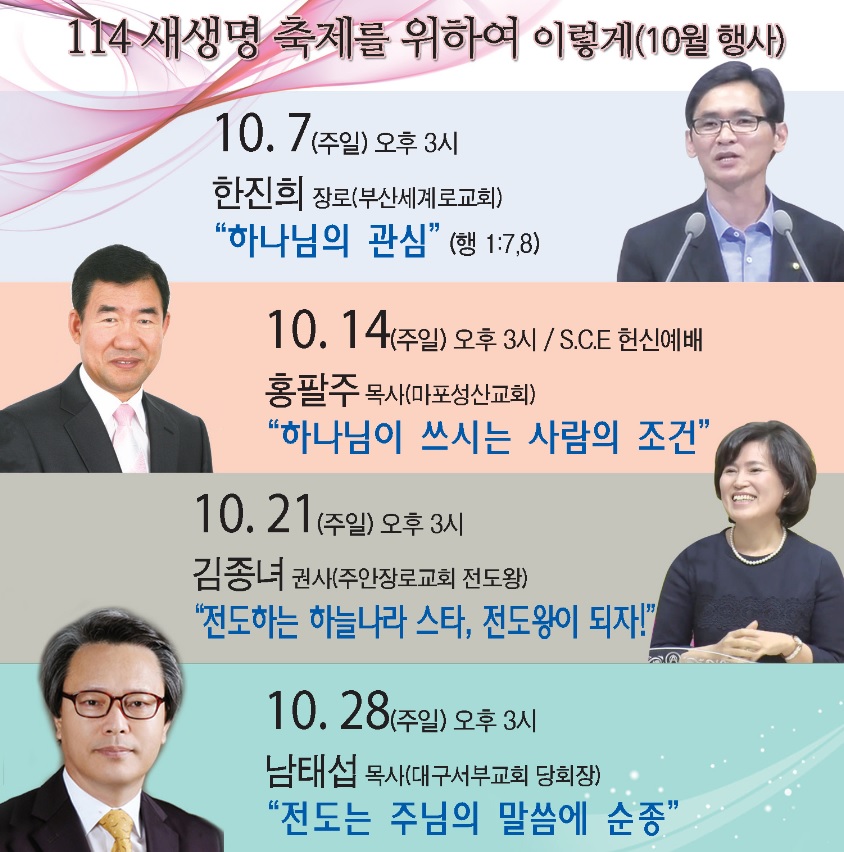 114 새생명 축제를 위하여 이렇게(10월 행사)
10. 7(주일) 오후 3시
한진희 장로(부산세계로교회)
“하나님의 관심” (행 1:7,8)
10. 14(주일) 오후 3시 / S.C.E 헌신예배
홍팔주 목사(마포성산교회)
“하나님이 쓰시는 사람의 조건”
10. 21(주일) 오후 3시
김종녀 권사(주안장로교회 전도왕)
“전도하는 하늘나라 스타, 전도왕이 되자!”
10. 28(주일) 오후 3시
남태섭 목사(대구서부교회 당회장)
“전도는 주님의 말씀에 순종”